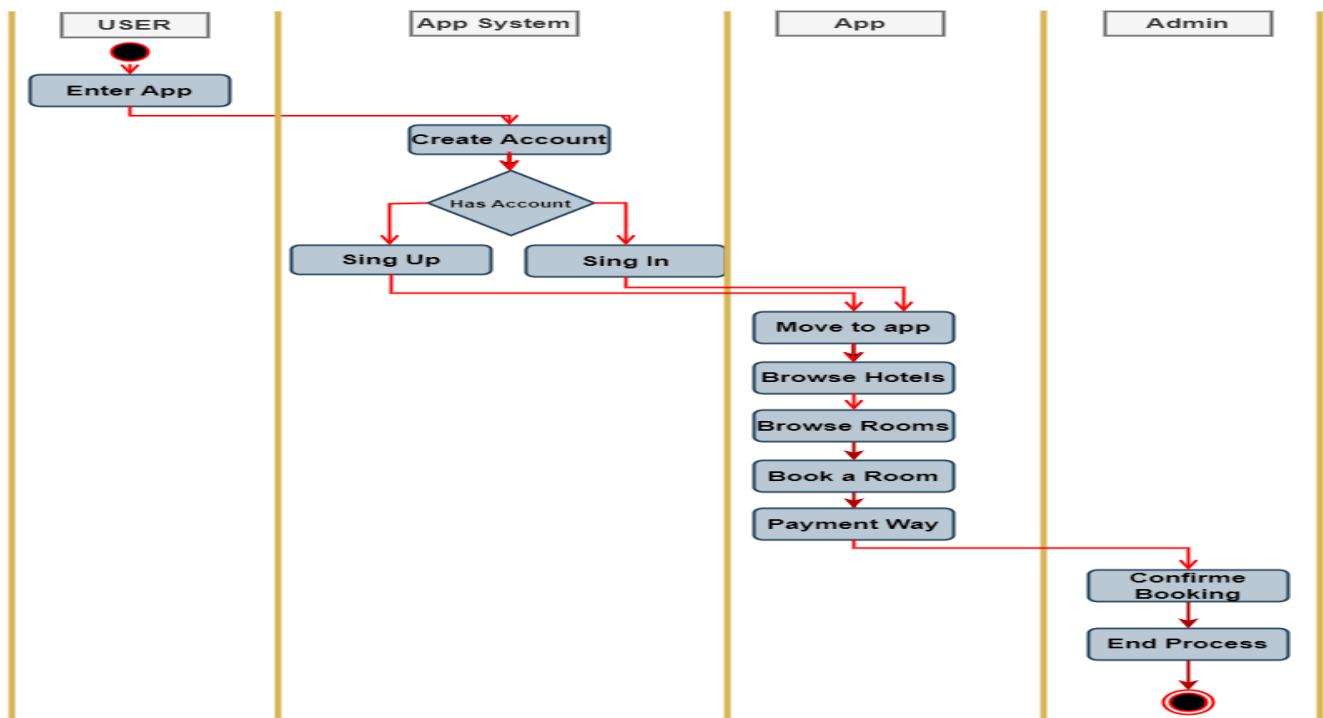 USER
App System
App
Admin
Enter App
Create Account
Has Account
Sing Up
Sing In
Move to app
Browse Hotels
Browse Rooms
Book a Room
Payment Way
Confirme
Booking
End Process